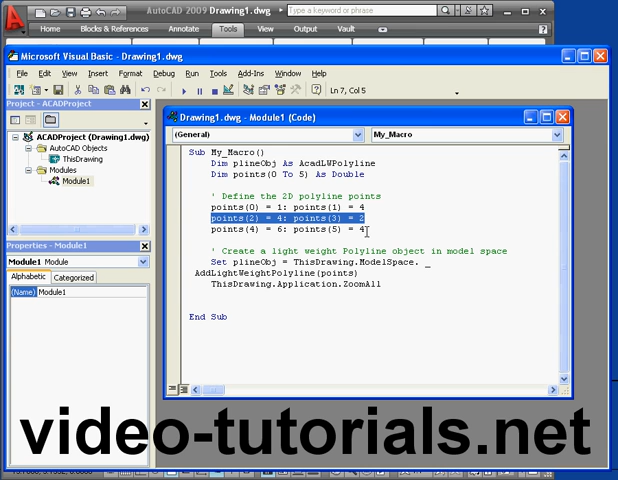 AutoCAD 2009 Drawing1.dwg
Type a keyword or phrase
Home Blocks & References Annotate Tools View Output Vault
Microsoft Visual Basic - Drawing1.dwg
File Edit View Insert Format Debug Run Tools Add-Ins Window Help
Ln 7, Col 5
Project - ACADProject
ACADProject (Drawing1.dwg)
AutoCAD Objects
ThisDrawing
Modules
Module1
Properties - Module1
Module1 Module
Alphabetic Categorized
(Name) Module1
Drawing1.dwg - Module1 (Code)
(General) My_Macro
Sub My_Macro()
Dim plineObj As AcadLWPolyline
Dim points(0 To 5) As Double
' Define the 2D polyline points
points(0) = 1: points(1) = 4
points(2) = 4: points(3) = 2
points(4) = 6: points(5) = 4
' Create a light weight Polyline object in model space
Set plineObj = ThisDrawing.ModelSpace. _
AddLightWeightPolyline(points)
ThisDrawing.Application.ZoomAll
End Sub
video-tutorials.net